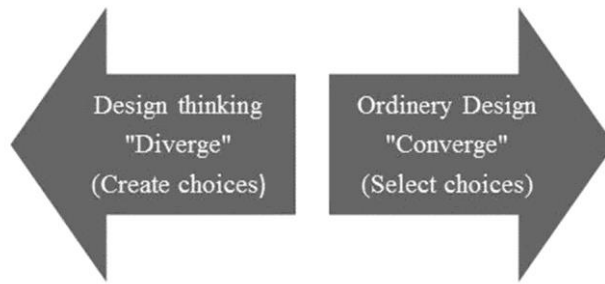 Design thinking
"Diverge"
(Create choices)
Ordinery Design
"Converge"
(Select choices)